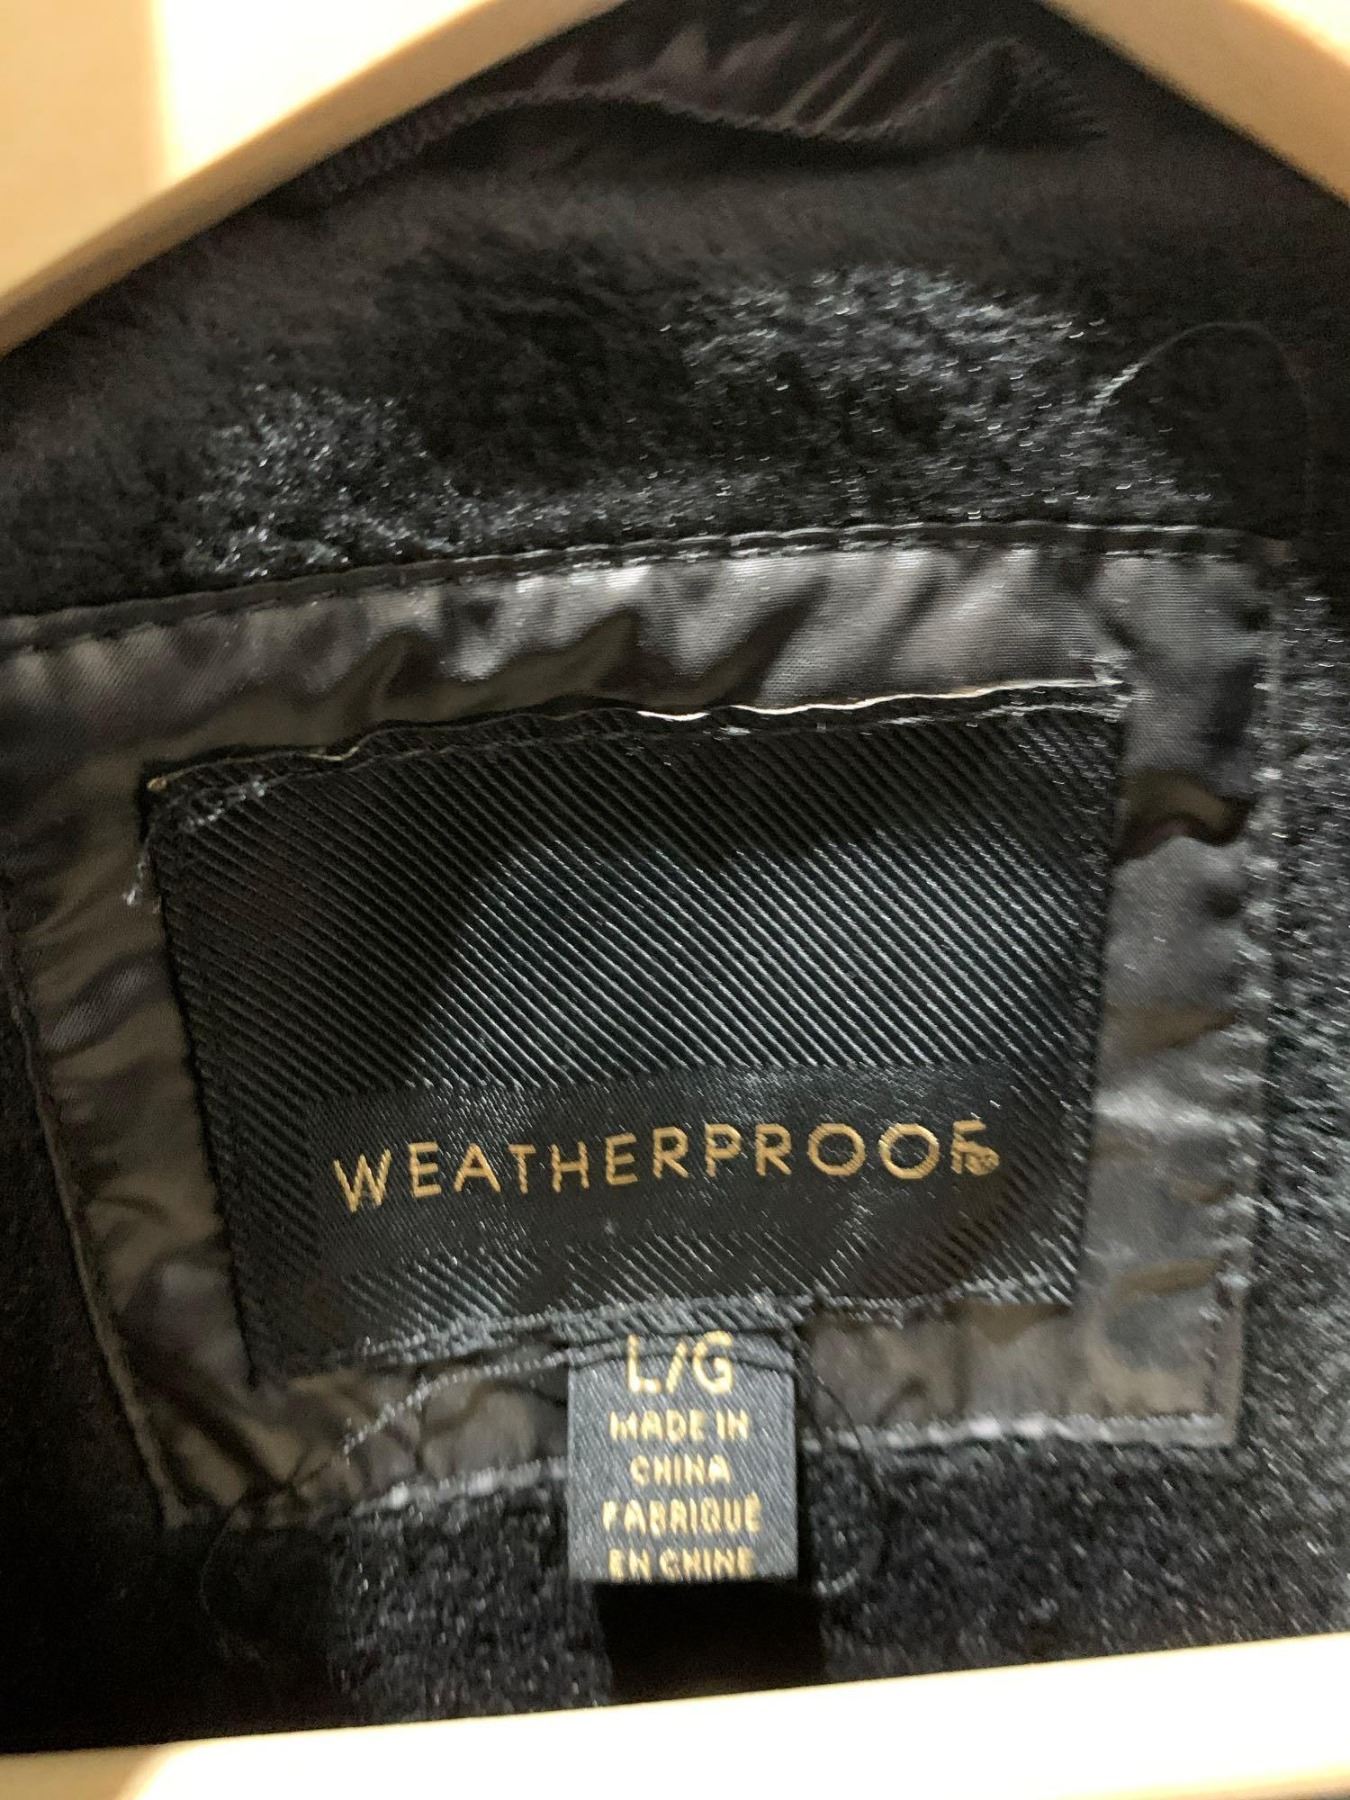 WEATHERPROOF
L/G
MADE IN
CHINA
FABRIQUÉ
EN CHINE